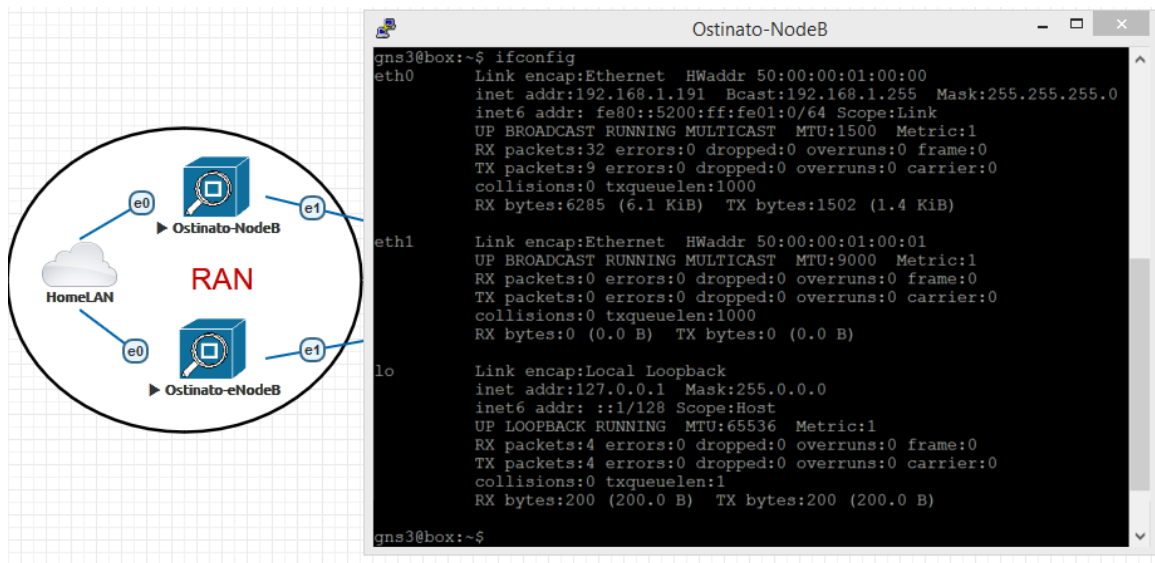 e0
e1
Ostinato-NodeB
RAN
HomeLAN
e0
e1
Ostinato-eNodeB
Ostinato-NodeB
gns3@box:~$ ifconfig
eth0 Link encap:Ethernet HWaddr 50:00:00:01:00:00
inet addr:192.168.1.191 Bcast:192.168.1.255 Mask:255.255.255.0
inet6 addr: fe80::5200:ff:fe01:0/64 Scope:Link
UP BROADCAST RUNNING MULTICAST MTU:1500 Metric:1
RX packets:32 errors:0 dropped:0 overruns:0 frame:0
TX packets:9 errors:0 dropped:0 overruns:0 carrier:0
collisions:0 txqueuelen:1000
RX bytes:6285 (6.1 KiB) TX bytes:1502 (1.4 KiB)
eth1 Link encap:Ethernet HWaddr 50:00:00:01:00:01
UP BROADCAST RUNNING MULTICAST MTU:9000 Metric:1
RX packets:0 errors:0 dropped:0 overruns:0 frame:0
TX packets:0 errors:0 dropped:0 overruns:0 carrier:0
collisions:0 txqueuelen:1000
RX bytes:0 (0.0 B) TX bytes:0 (0.0 B)
lo Link encap:Local Loopback
inet addr:127.0.0.1 Mask:255.0.0.0
inet6 addr: ::1/128 Scope:Host
UP LOOPBACK RUNNING MTU:65536 Metric:1
RX packets:4 errors:0 dropped:0 overruns:0 frame:0
TX packets:4 errors:0 dropped:0 overruns:0 carrier:0
collisions:0 txqueuelen:1
RX bytes:200 (200.0 B) TX bytes:200 (200.0 B)
gns3@box:~$